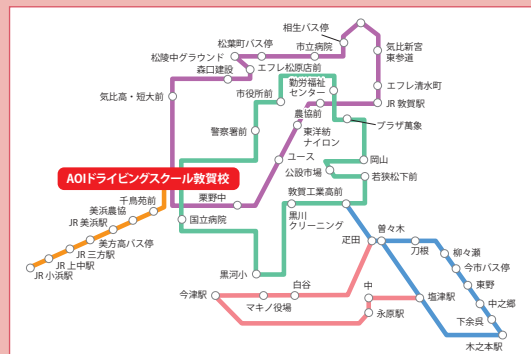 相生バス停
松葉町バス停
市立病院
気比新宮
東参道
松陵中グラウンド
エフレ松原店前
森口建設
勤労福祉
センター
エフレ清水町
市役所前
気比高・短大前
JR 敦賀駅
農協前
プラザ萬象
警察署前
東洋紡
ナイロン
ユース
岡山
公設市場
若狭松下前
AOIドライビングスクール敦賀校
敦賀工業高前
千鳥苑前
栗野中
美浜農協
黒川
クリーニング
JR 美浜駅
国立病院
曽々木
疋田
美方高バス停
刀根
柳々瀬
JR 三方駅
JR 上中駅
今市バス停
JR 小浜駅
黒河小
東野
白谷
中
今津駅
塩津駅
中之郷
マキノ役場
永原駅
下余呉
木之本駅